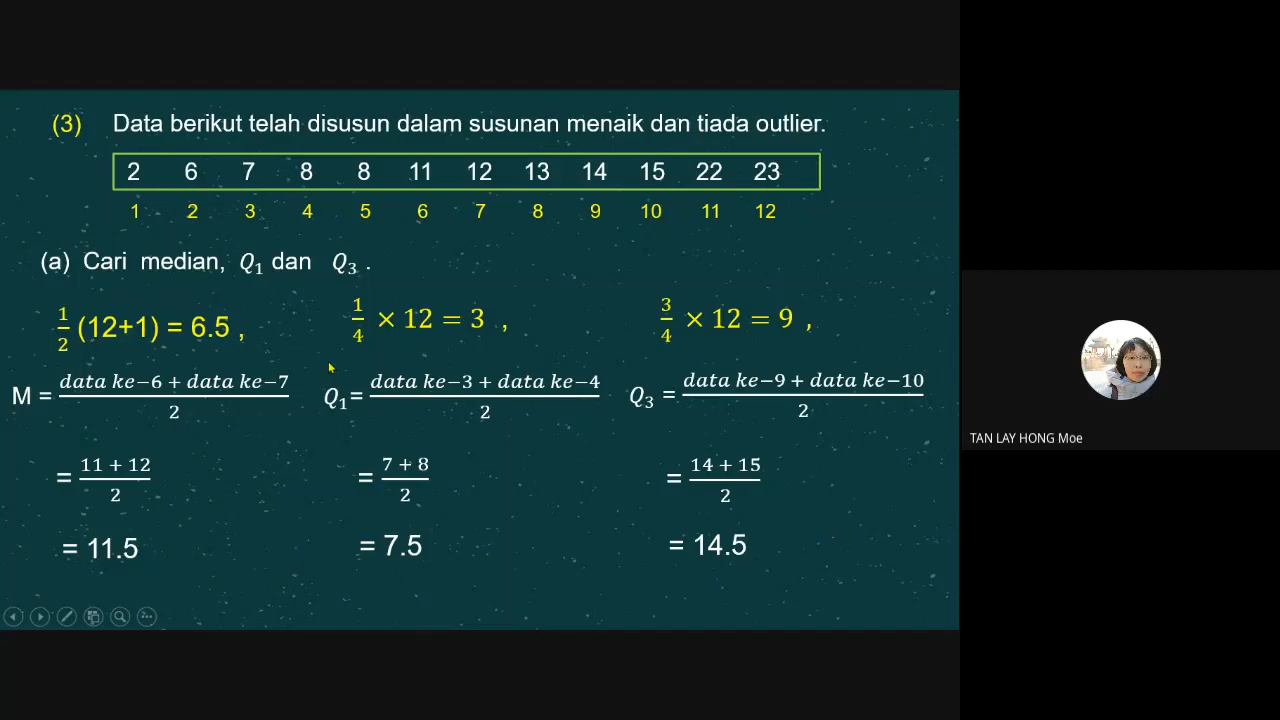 (3) Data berikut telah disusun dalam susunan menaik dan tiada outlier.
2 6 7 8 8 11 12 13 14 15 22 23
1 2 3 4 5 6 7 8 9 10 11 12
(a) Cari median, Q₁ dan Q₃ .
1/2 (12+1) = 6.5 ,
1/4 × 12 = 3 ,
3/4 × 12 = 9 ,
M = (data ke−6 + data ke−7)/2
Q₁= (data ke−3 + data ke−4)/2
Q₃ = (data ke−9 + data ke−10)/2
= (11 + 12)/2
= (7 + 8)/2
= (14 + 15)/2
= 11.5
= 7.5
= 14.5
TAN LAY HONG Moe